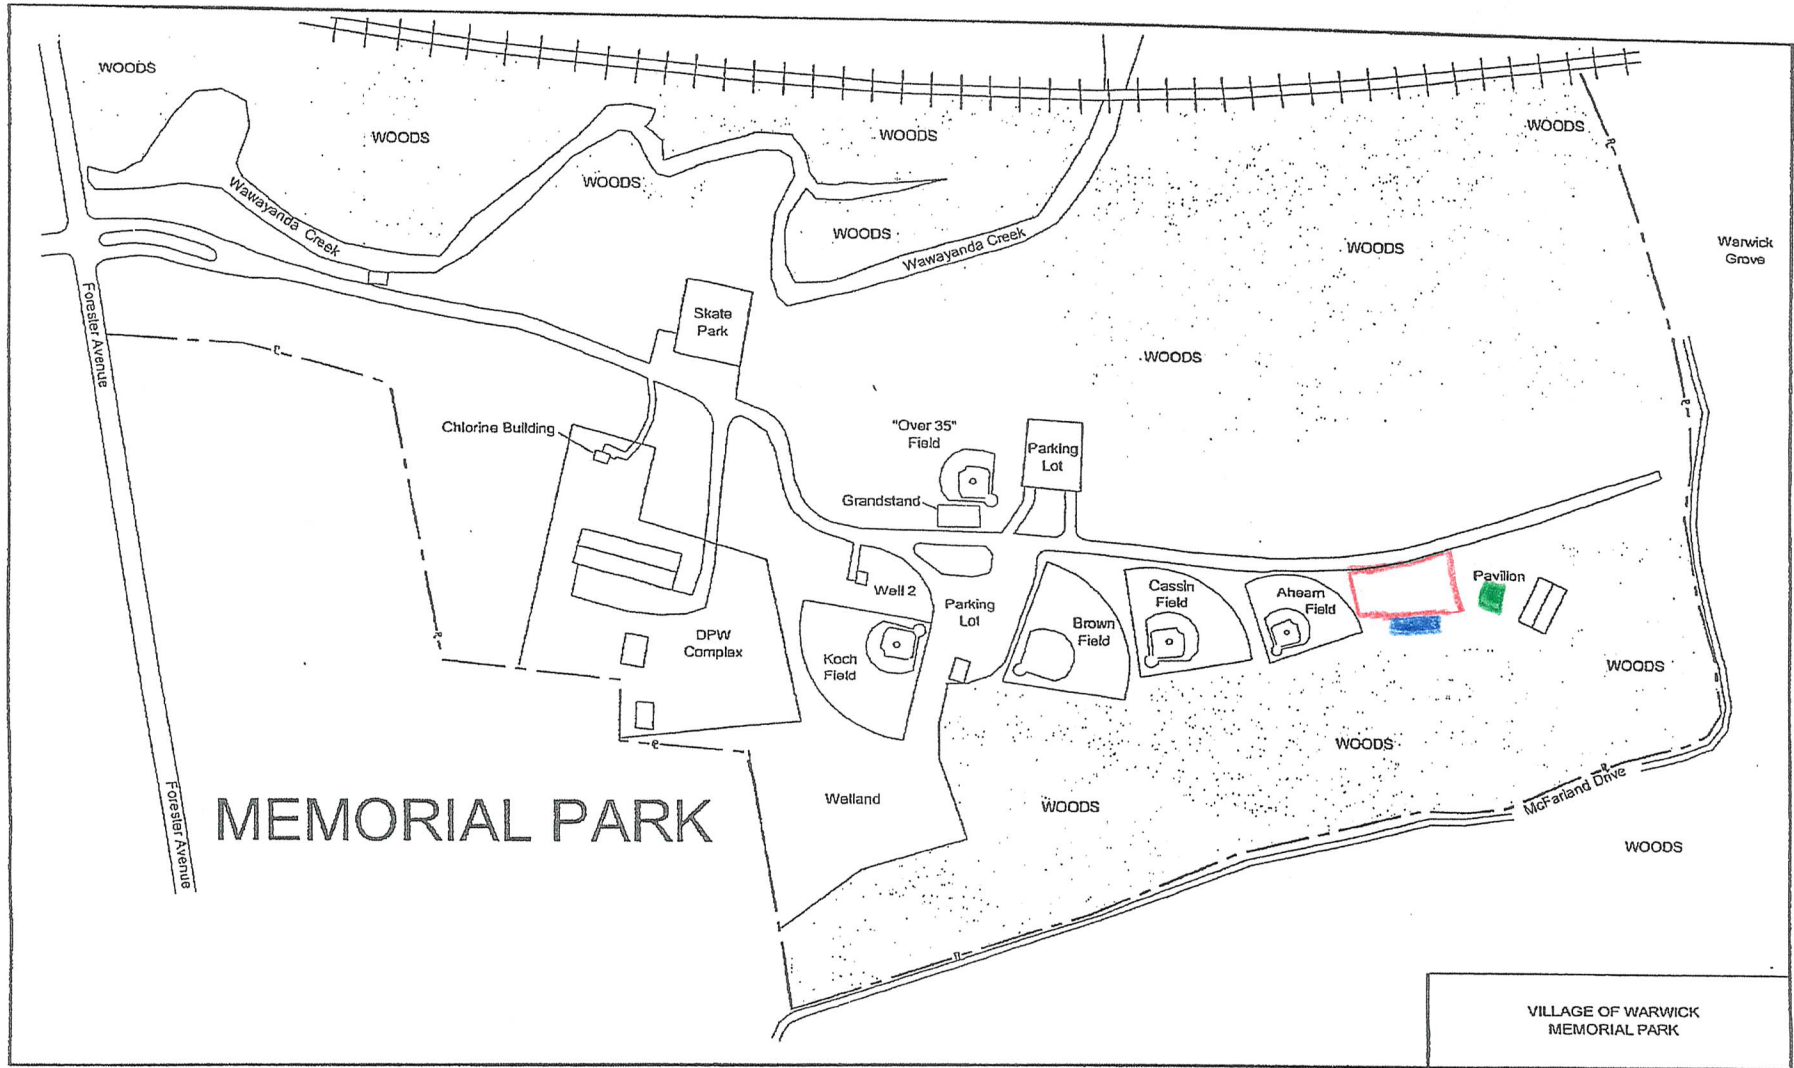 WOODS
WOODS
WOODS
WOODS
WOODS
WOODS
WOODS
Wawayanda Creek
Wawayanda Creek
Warwick
Grove
Forester Avenue
Skate
Park
WOODS
Chlorine Building
"Over 35"
Field
Parking
Lot
Grandstand
Well 2
Parking
Lot
Cassin
Field
Ahearn
Field
Pavilion
Brown
Field
DPW
Complex
Koch
Field
WOODS
WOODS
Wetland
WOODS
McFarland Drive
WOODS
Forester Avenue
MEMORIAL PARK
VILLAGE OF WARWICK
MEMORIAL PARK